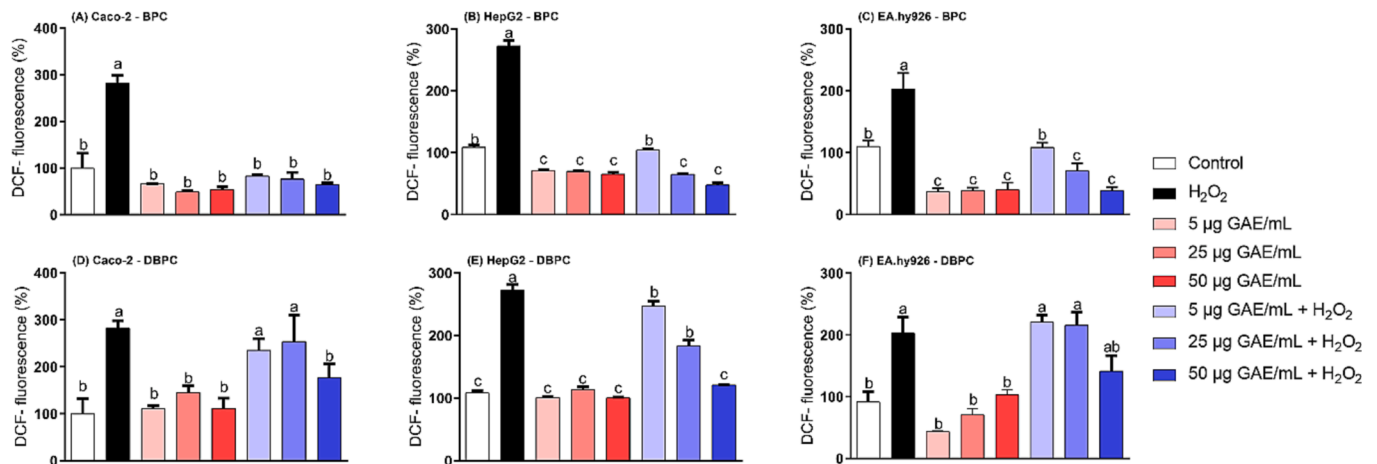 (A) Caco-2 - BPC
DCF- fluorescence (%)
400
300
200
100
0
b
a
b
b
b
b
b
b
(B) HepG2 - BPC
DCF- fluorescence (%)
300
200
100
0
b
a
c
c
c
b
c
c
(C) EA.hy926 - BPC
DCF- fluorescence (%)
300
200
100
0
b
a
c
c
c
b
c
c
(D) Caco-2 - DBPC
DCF- fluorescence (%)
400
300
200
100
0
b
a
b
b
b
a
a
b
(E) HepG2 - DBPC
DCF- fluorescence (%)
300
200
100
0
c
a
c
c
c
b
b
c
(F) EA.hy926 - DBPC
DCF- fluorescence (%)
300
200
100
0
b
a
b
b
b
a
a
ab
Control
H₂O₂
5 µg GAE/mL
25 µg GAE/mL
50 µg GAE/mL
5 µg GAE/mL + H₂O₂
25 µg GAE/mL + H₂O₂
50 µg GAE/mL + H₂O₂